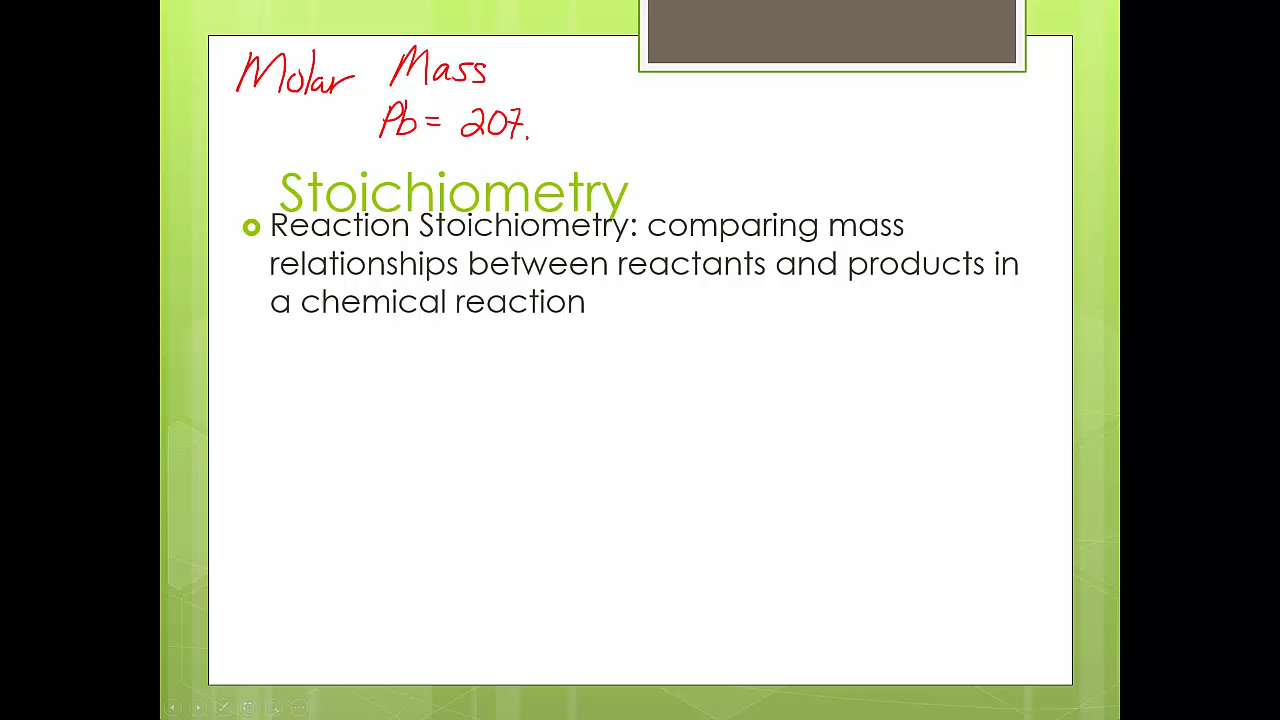 Molar Mass
Pb = 207.
Stoichiometry
Reaction Stoichiometry: comparing mass
relationships between reactants and products in
a chemical reaction